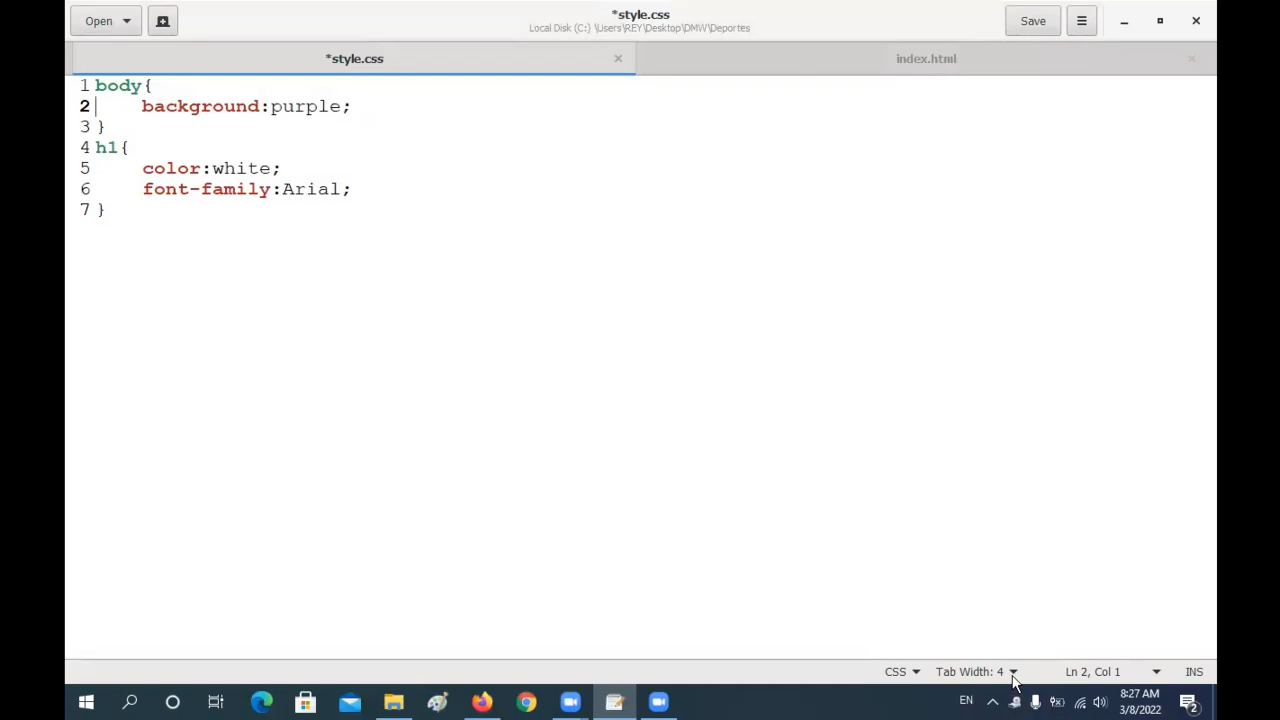 Open
*style.css
Local Disk (C:) \Users\REY\Desktop\DMW\Deportes
Save
*style.css
index.html
1 body{
2 background:purple;
3 }
4 h1{
5 color:white;
6 font-family:Arial;
7 }
CSS Tab Width: 4 Ln 2, Col 1 INS
EN
8:27 AM
3/8/2022
2